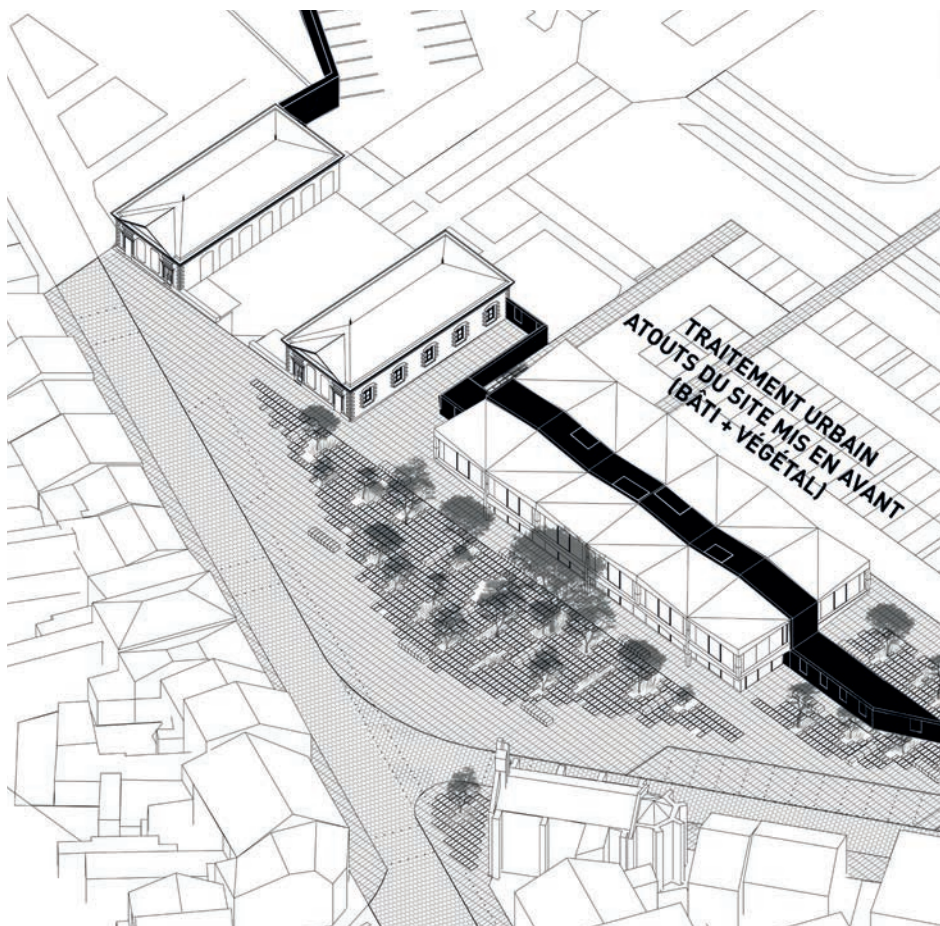 TRAITEMENT URBAIN
ATOUTS DU SITE MIS EN AVANT
(BÂTI + VÉGÉTAL)